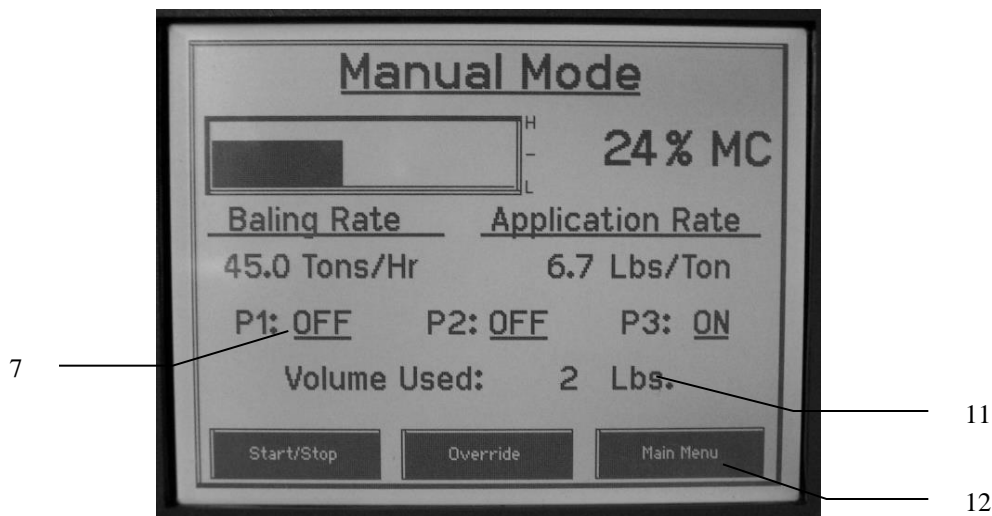 Manual Mode
H
–
L
24% MC
Baling Rate Application Rate
45.0 Tons/Hr 6.7 Lbs/Ton
P1: OFF P2: OFF P3: ON
7
Volume Used: 2 Lbs.
11
Start/Stop Override Main Menu
12